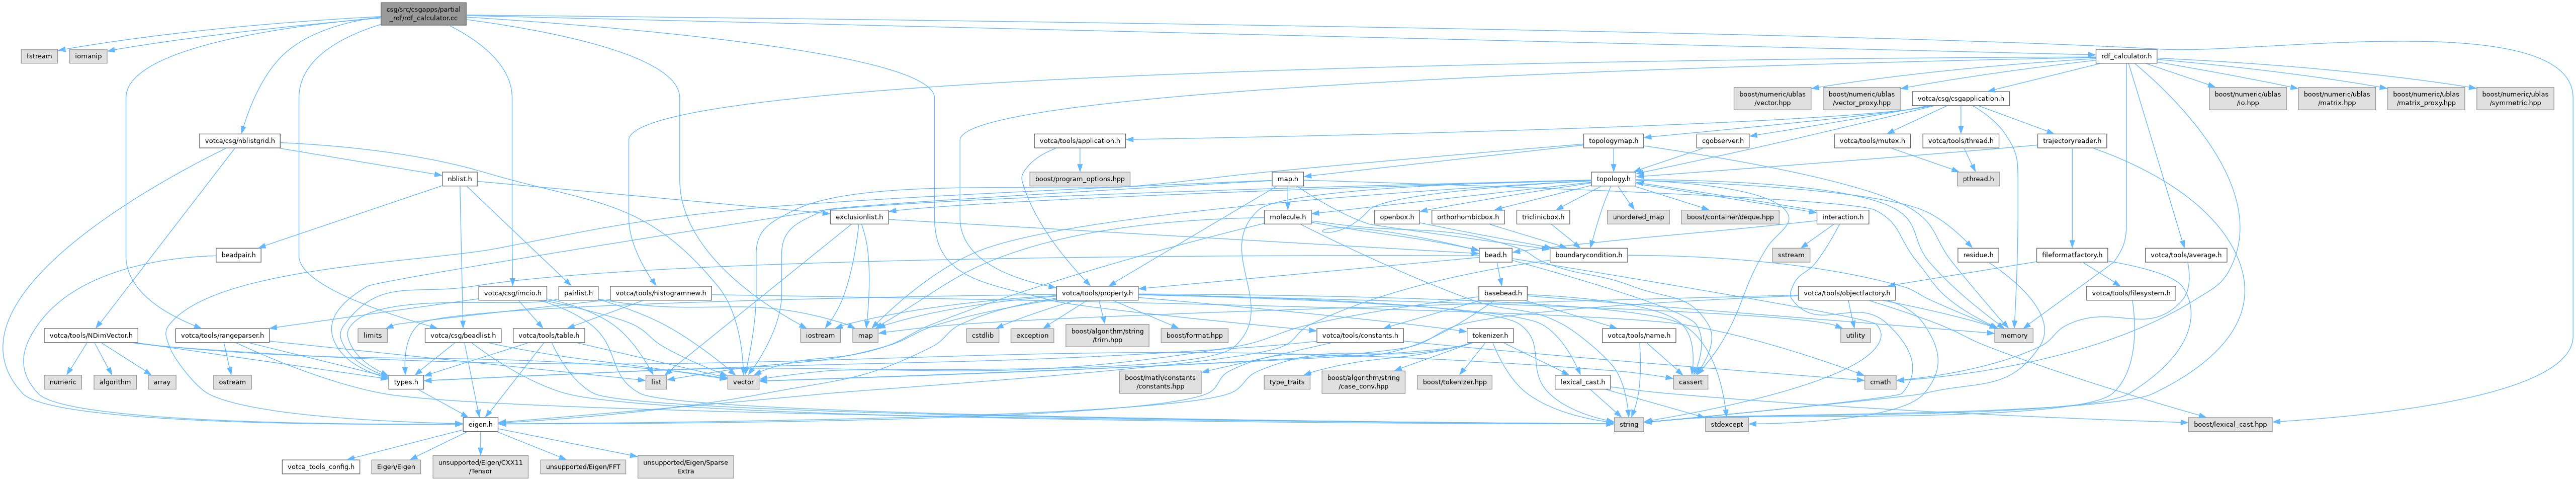 csg/src/csgapps/partial
_rdf/rdf_calculator.cc
fstream
iomanip
rdf_calculator.h
boost/numeric/ublas
/vector.hpp
boost/numeric/ublas
/vector_proxy.hpp
votca/csg/csgapplication.h
boost/numeric/ublas
/io.hpp
boost/numeric/ublas
/matrix.hpp
boost/numeric/ublas
/matrix_proxy.hpp
boost/numeric/ublas
/symmetric.hpp
votca/csg/nblistgrid.h
votca/tools/application.h
topologymap.h
cgobserver.h
votca/tools/mutex.h
votca/tools/thread.h
trajectoryreader.h
nblist.h
boost/program_options.hpp
map.h
topology.h
pthread.h
exclusionlist.h
molecule.h
openbox.h
orthorhombicbox.h
triclinicbox.h
unordered_map
boost/container/deque.hpp
interaction.h
beadpair.h
bead.h
boundarycondition.h
sstream
residue.h
fileformatfactory.h
votca/tools/average.h
votca/csg/imcio.h
pairlist.h
votca/tools/histogramnew.h
votca/tools/property.h
basebead.h
votca/tools/objectfactory.h
votca/tools/filesystem.h
votca/tools/NDimVector.h
votca/tools/rangeparser.h
limits
votca/csg/beadlist.h
votca/tools/table.h
iostream
map
cstdlib
exception
boost/algorithm/string
/trim.hpp
boost/format.hpp
tokenizer.h
votca/tools/constants.h
votca/tools/name.h
utility
memory
numeric
algorithm
array
ostream
types.h
list
vector
boost/math/constants
/constants.hpp
type_traits
boost/algorithm/string
/case_conv.hpp
boost/tokenizer.hpp
lexical_cast.h
cassert
cmath
eigen.h
string
stdexcept
boost/lexical_cast.hpp
votca_tools_config.h
Eigen/Eigen
unsupported/Eigen/CXX11
/Tensor
unsupported/Eigen/FFT
unsupported/Eigen/Sparse
Extra